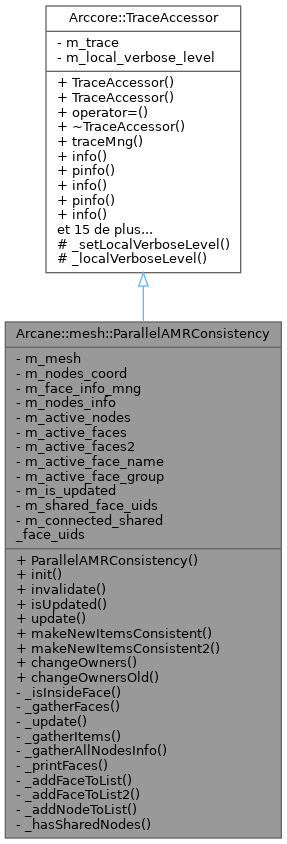 Arccore::TraceAccessor
- m_trace
- m_local_verbose_level
+ TraceAccessor()
+ TraceAccessor()
+ operator=()
+ ~TraceAccessor()
+ traceMng()
+ info()
+ pinfo()
+ info()
+ pinfo()
+ info()
et 15 de plus...
# _setLocalVerboseLevel()
# _localVerboseLevel()
Arcane::mesh::ParallelAMRConsistency
- m_mesh
- m_nodes_coord
- m_face_info_mng
- m_nodes_info
- m_active_nodes
- m_active_faces
- m_active_faces2
- m_active_face_name
- m_active_face_group
- m_is_updated
- m_shared_face_uids
- m_connected_shared
_face_uids
+ ParallelAMRConsistency()
+ init()
+ invalidate()
+ isUpdated()
+ update()
+ makeNewItemsConsistent()
+ makeNewItemsConsistent2()
+ changeOwners()
+ changeOwnersOld()
- _isInsideFace()
- _gatherFaces()
- _update()
- _gatherItems()
- _gatherAllNodesInfo()
- _printFaces()
- _addFaceToList()
- _addFaceToList2()
- _addNodeToList()
- _hasSharedNodes()